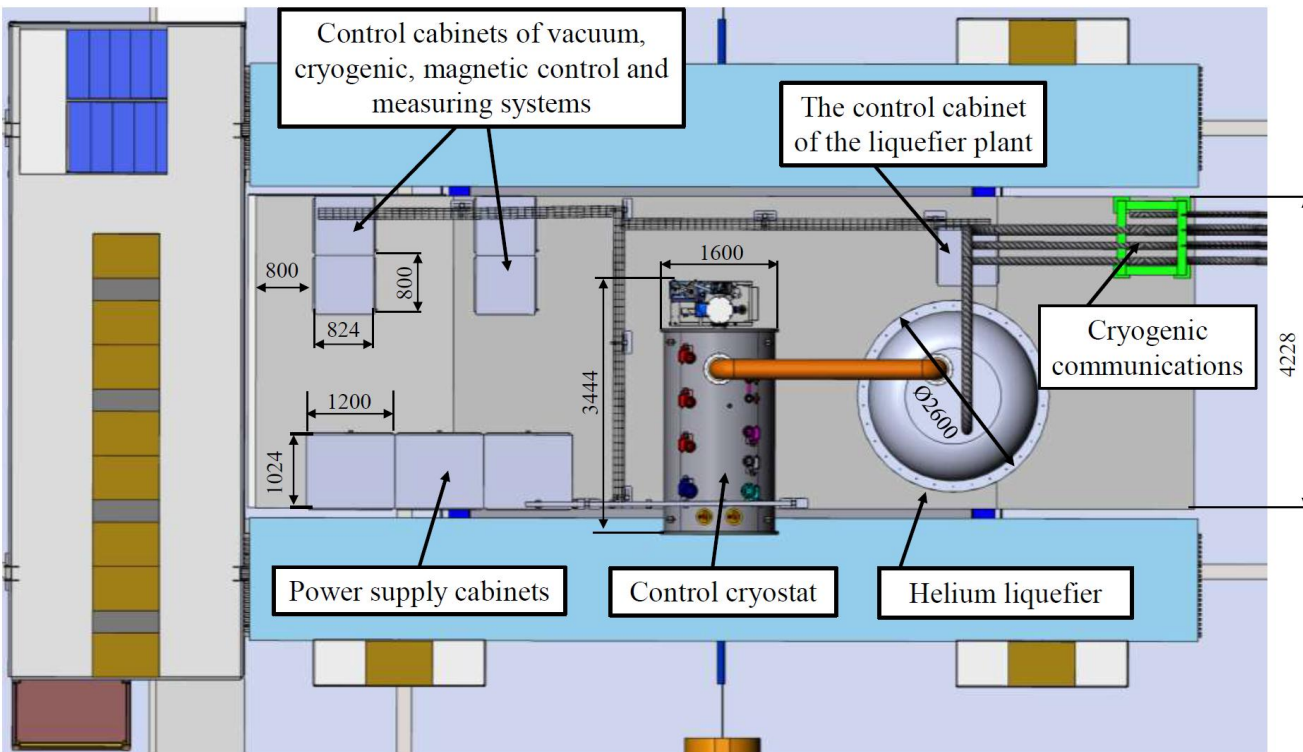 Control cabinets of vacuum,
cryogenic, magnetic control and
measuring systems
The control cabinet
of the liquefier plant
1600
800
800
824
Cryogenic
communications
4228
3444
Ø2600
1200
1024
Power supply cabinets
Control cryostat
Helium liquefier